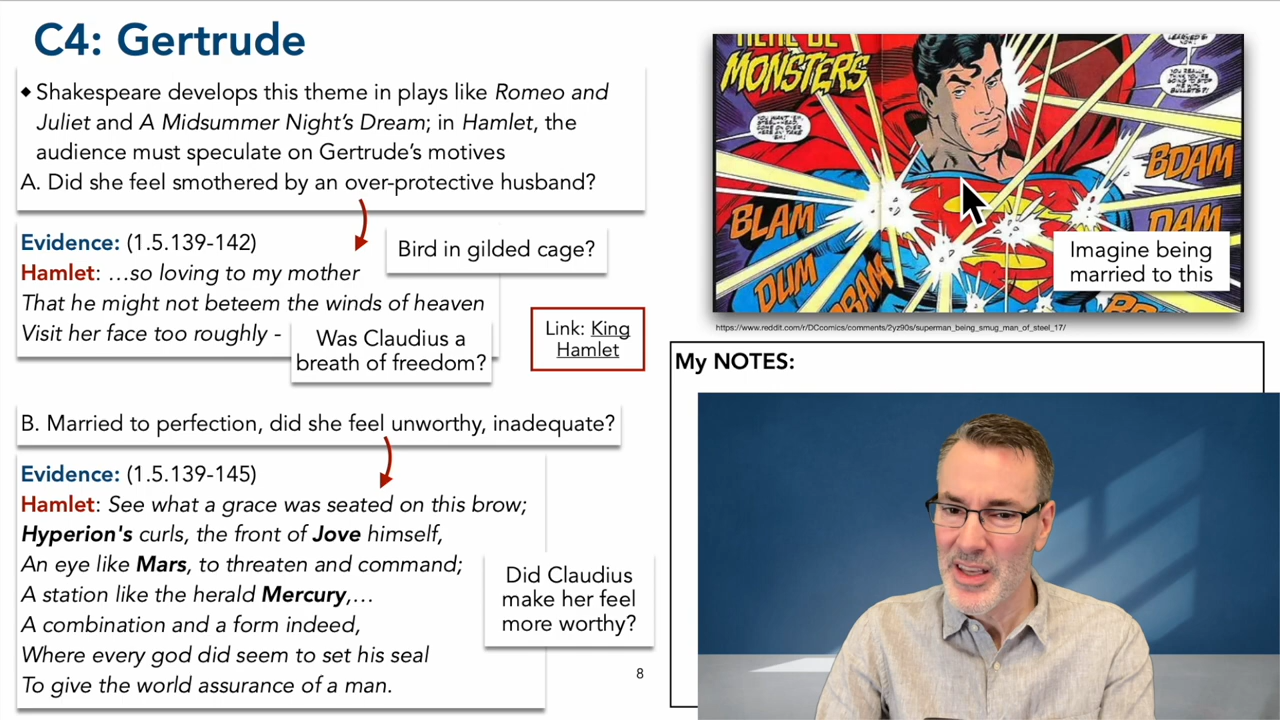 C4: Gertrude
◆ Shakespeare develops this theme in plays like Romeo and
Juliet and A Midsummer Night's Dream; in Hamlet, the
audience must speculate on Gertrude's motives
A. Did she feel smothered by an over-protective husband?
Evidence: (1.5.139-142)
Hamlet: …so loving to my mother
That he might not beteem the winds of heaven
Visit her face too roughly -
Bird in gilded cage?
Was Claudius a
breath of freedom?
Link: King
Hamlet
B. Married to perfection, did she feel unworthy, inadequate?
Evidence: (1.5.139-145)
Hamlet: See what a grace was seated on this brow;
Hyperion's curls, the front of Jove himself,
An eye like Mars, to threaten and command;
A station like the herald Mercury,…
A combination and a form indeed,
Where every god did seem to set his seal
To give the world assurance of a man.
Did Claudius
make her feel
more worthy?
8
HERE BE
MONSTERS
BLAM
DUM
BDAM
DAM
Imagine being
married to this
https://www.reddit.com/r/DCcomics/comments/2yz90s/superman_being_smug_man_of_steel_17/
My NOTES: